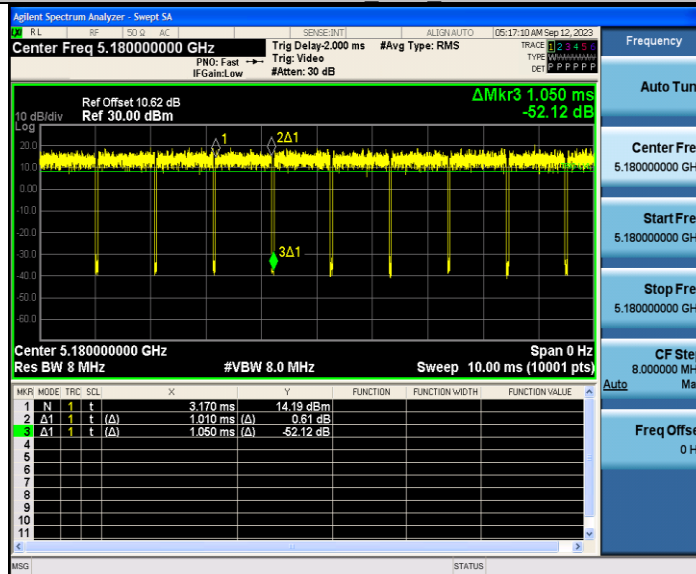 Agilent Spectrum Analyzer - Swept SA
RL RF 50 Ω AC SENSE:INT ALIGN AUTO 05:17:10 AM Sep 12, 2023
Center Freq 5.180000000 GHz
PNO: Fast
IFGain:Low
Trig Delay-2.000 ms
Trig: Video
#Atten: 30 dB
#Avg Type: RMS
TRACE 1 2 3 4 5 6
TYPE
DET P P P P P P
ΔMkr3 1.050 ms
-52.12 dB
Ref Offset 10.62 dB
10 dB/div Ref 30.00 dBm
Log
1
2Δ1
3Δ1
20.0
10.0
0.00
-10.0
-20.0
-30.0
-40.0
-50.0
-60.0
Center 5.180000000 GHz Span 0 Hz
Res BW 8 MHz #VBW 8.0 MHz Sweep 10.00 ms (10001 pts)
MKR MODE TRC SCL X Y FUNCTION FUNCTION WIDTH FUNCTION VALUE
1 N 1 t 3.170 ms 14.19 dBm
2 Δ1 1 t (Δ) 1.010 ms (Δ) 0.61 dB
3 Δ1 1 t (Δ) 1.050 ms (Δ) -52.12 dB
4
5
6
7
8
9
10
11
MSG STATUS
Frequency
Auto Tun
Center Fre
5.180000000 GH
Start Fre
5.180000000 GH
Stop Fre
5.180000000 GH
CF Ste
8.000000 MH
Auto Ma
Freq Offse
0 H